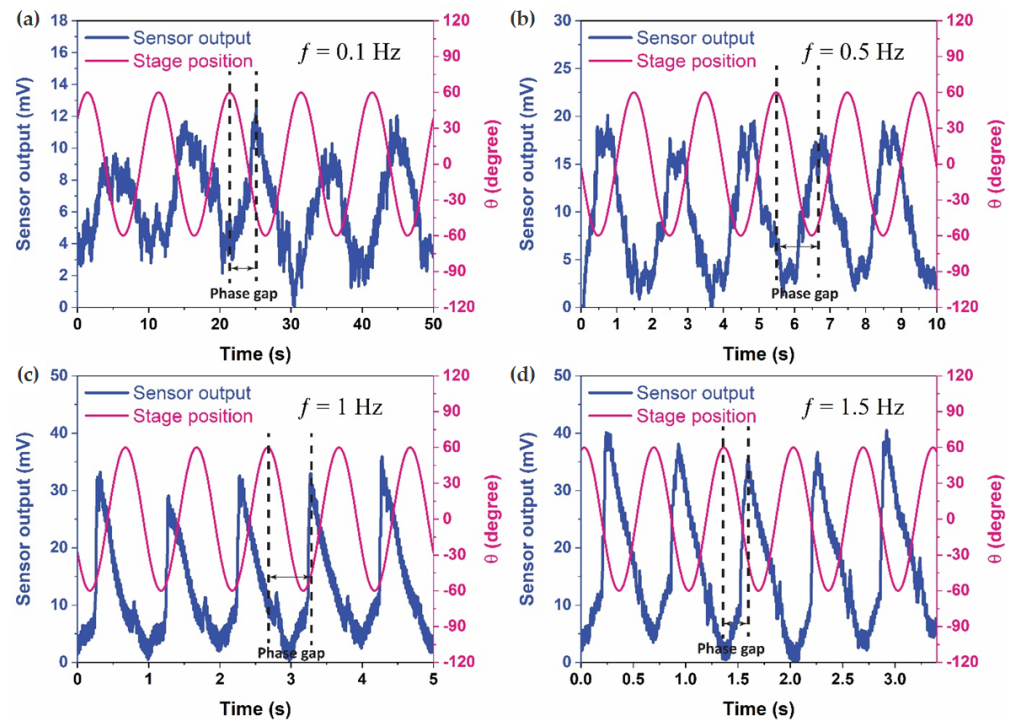 (a)
Sensor output
Stage position
f = 0.1 Hz
Phase gap
Sensor output (mV)
0 2 4 6 8 10 12 14 16 18
Time (s)
0 10 20 30 40 50
θ (degree)
-120 -90 -60 -30 0 30 60 90 120
(b)
Sensor output
Stage position
f = 0.5 Hz
Phase gap
Sensor output (mV)
0 5 10 15 20 25 30
Time (s)
0 1 2 3 4 5 6 7 8 9 10
θ (degree)
-120 -90 -60 -30 0 30 60 90 120
(c)
Sensor output
Stage position
f = 1 Hz
Phase gap
Sensor output (mV)
0 10 20 30 40 50
Time (s)
0 1 2 3 4 5
θ (degree)
-120 -90 -60 -30 0 30 60 90 120
(d)
Sensor output
Stage position
f = 1.5 Hz
Phase gap
Sensor output (mV)
0 10 20 30 40 50
Time (s)
0.0 0.5 1.0 1.5 2.0 2.5 3.0
θ (degree)
-120 -90 -60 -30 0 30 60 90 120